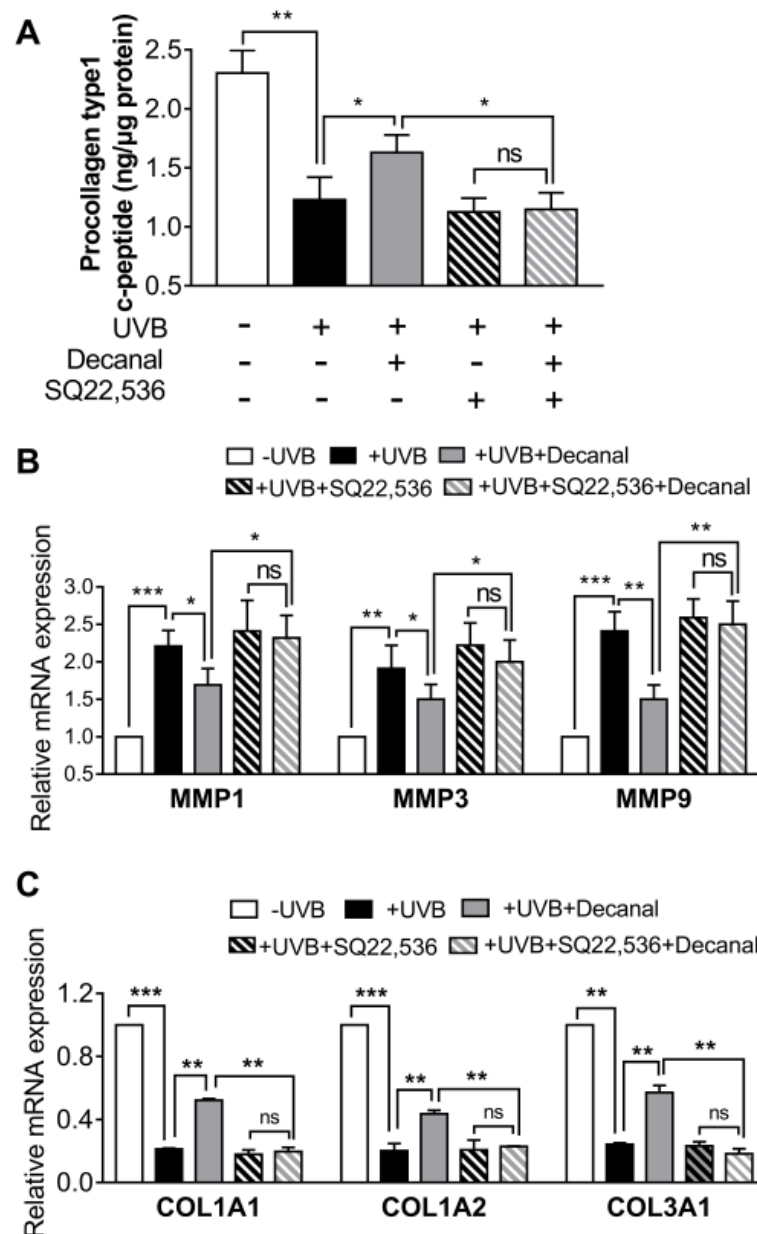 A
Procollagen type1
c-peptide (ng/µg protein)
2.5
2.0
1.5
1.0
0.5
**
*
*
ns
UVB - + + + +
Decanal - - + - +
SQ22,536 - - - + +
B
-UVB +UVB +UVB+Decanal
+UVB+SQ22,536 +UVB+SQ22,536+Decanal
Relative mRNA expression
3.0
2.5
2.0
1.5
1.0
0.5
*** * * ns
** * * ns
*** ** ** ns
MMP1 MMP3 MMP9
C
-UVB +UVB +UVB+Decanal
+UVB+SQ22,536 +UVB+SQ22,536+Decanal
Relative mRNA expression
1.2
0.8
0.4
0.0
*** ** ** ns
*** ** ** ns
** ** ** ns
COL1A1 COL1A2 COL3A1